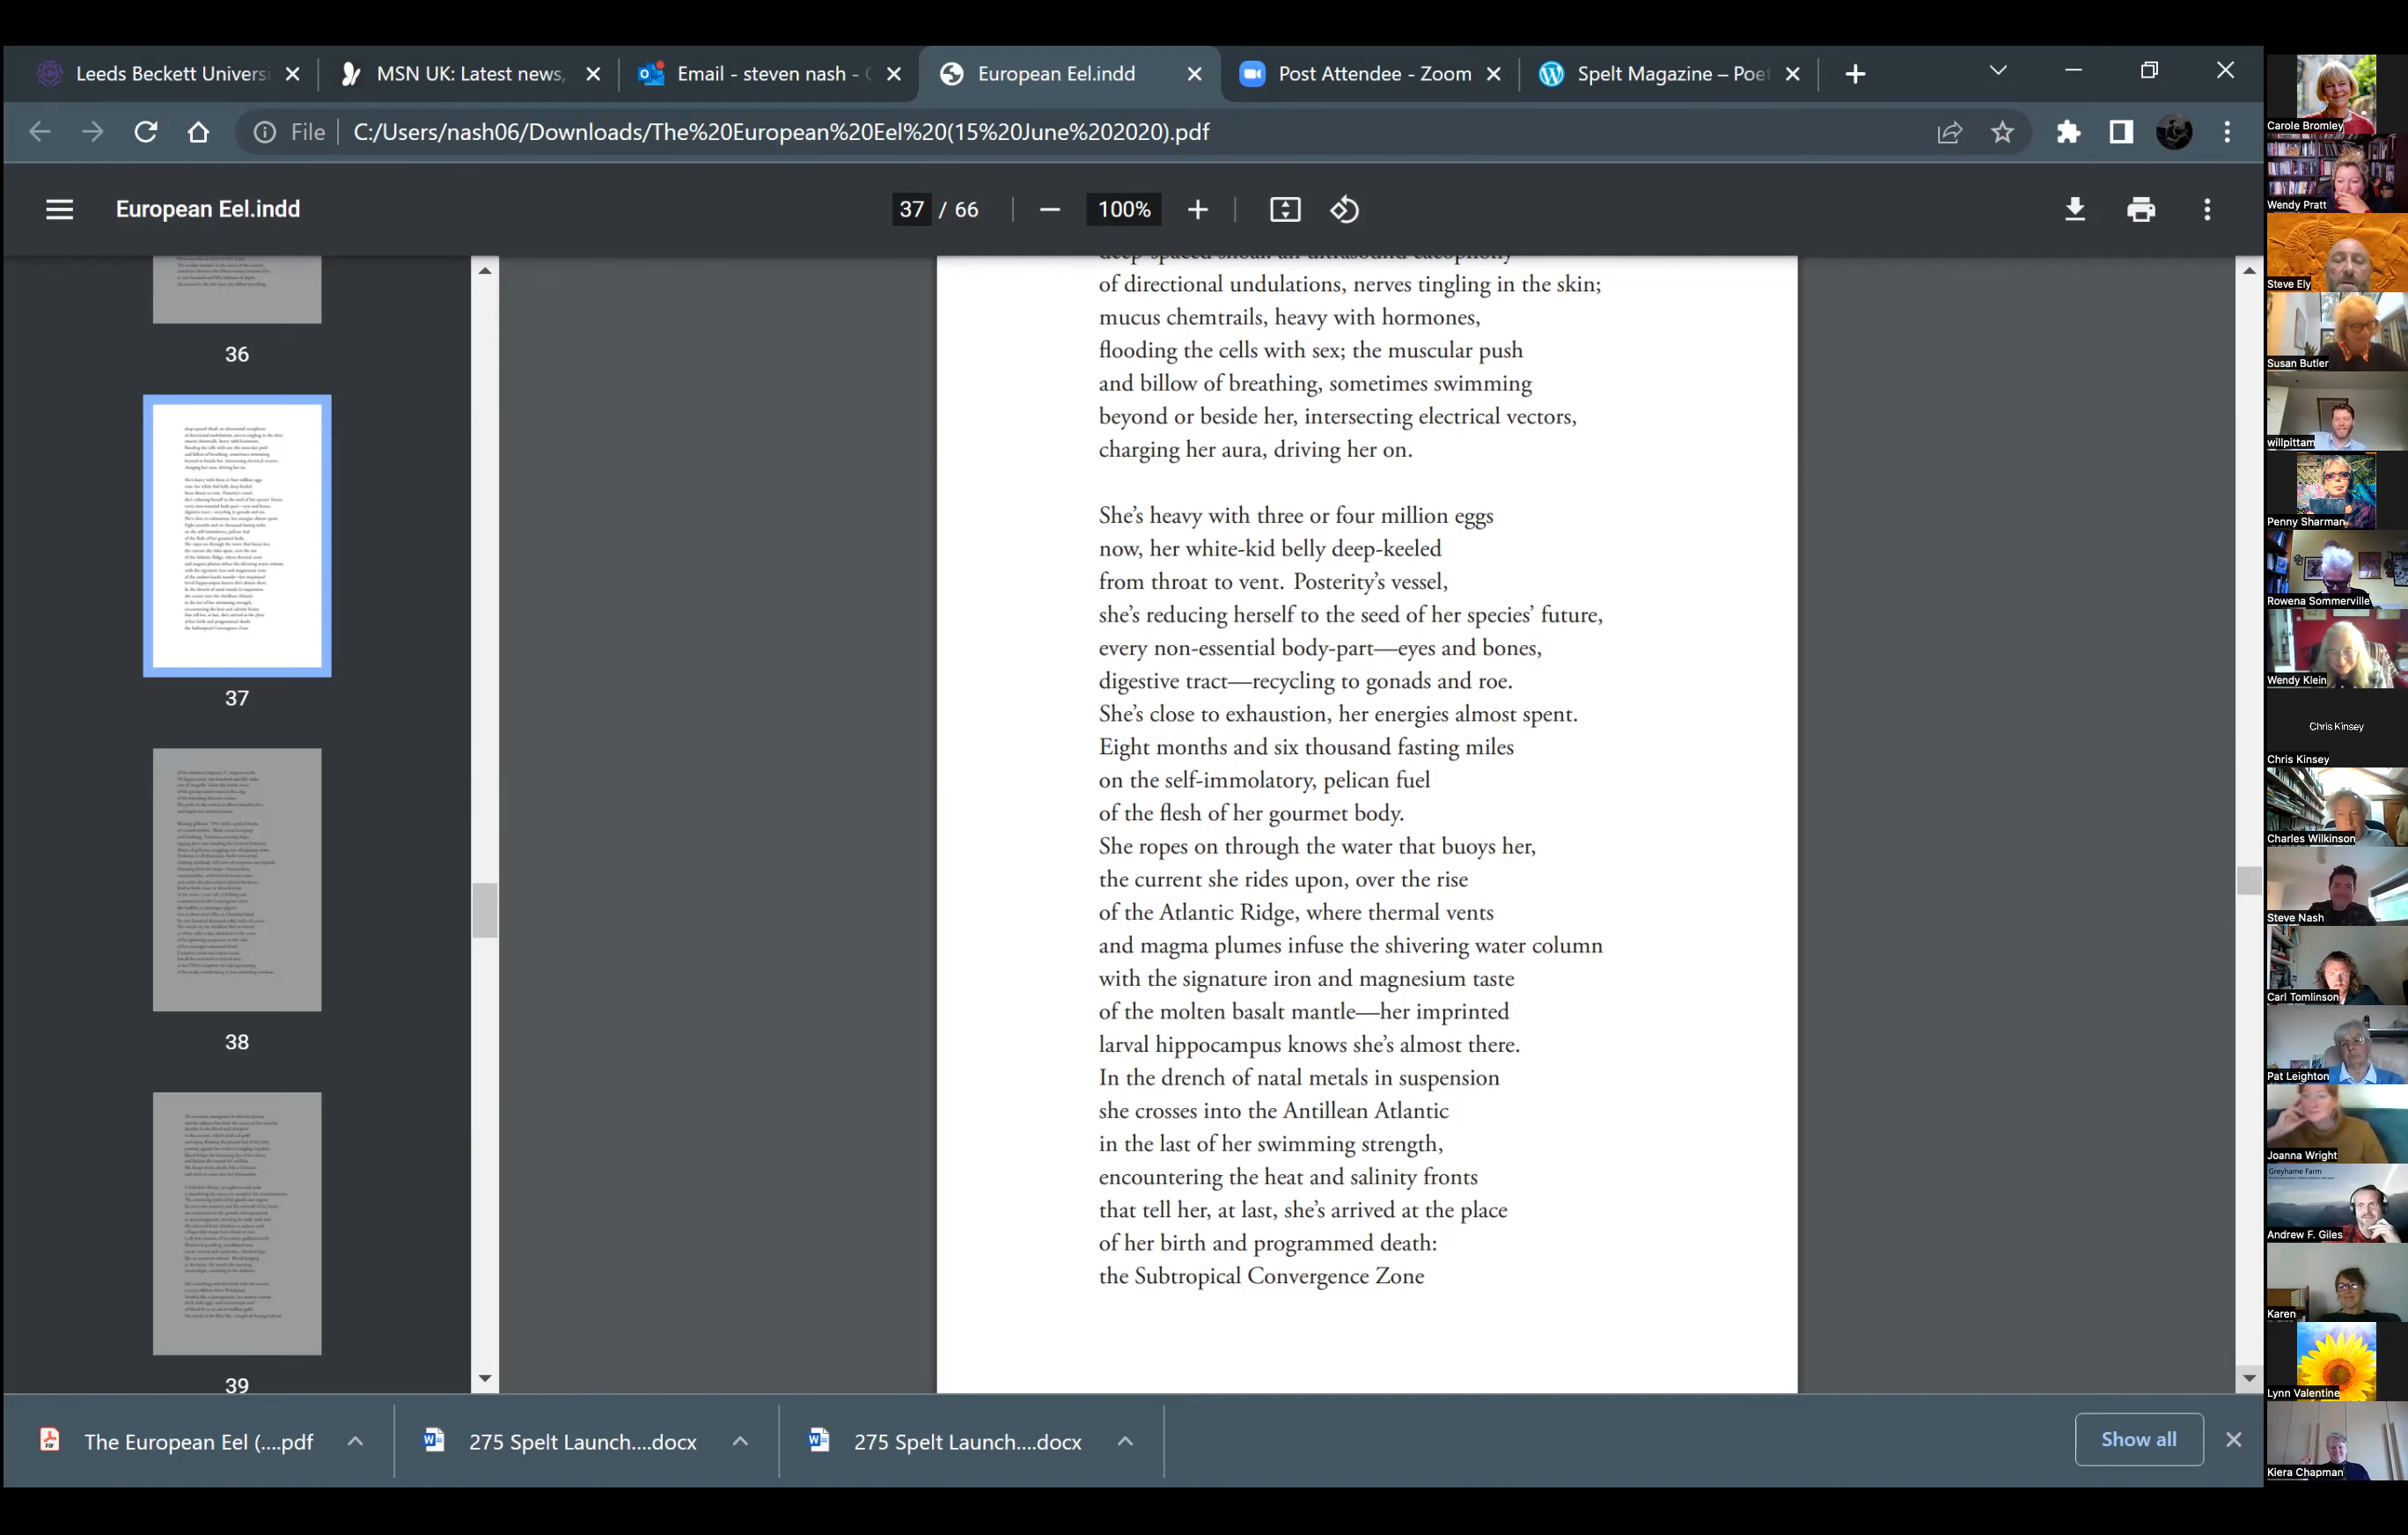 Leeds Beckett Univers
MSN UK: Latest news,
Email - steven nash -
European Eel.indd
Post Attendee - Zoom
Spelt Magazine – Poet
File
C:/Users/nash06/Downloads/The%20European%20Eel%20(15%20June%202020).pdf
European Eel.indd
37 / 66
100%
36
37
38
39
deep-spaced shoal: an ultrasound cacophony
of directional undulations, nerves tingling in the skin;
mucus chemtrails, heavy with hormones,
flooding the cells with sex; the muscular push
and billow of breathing, sometimes swimming
beyond or beside her, intersecting electrical vectors,
charging her aura, driving her on.
She’s heavy with three or four million eggs
now, her white-kid belly deep-keeled
from throat to vent. Posterity’s vessel,
she’s reducing herself to the seed of her species’ future,
every non-essential body-part—eyes and bones,
digestive tract—recycling to gonads and roe.
She’s close to exhaustion, her energies almost spent.
Eight months and six thousand fasting miles
on the self-immolatory, pelican fuel
of the flesh of her gourmet body.
She ropes on through the water that buoys her,
the current she rides upon, over the rise
of the Atlantic Ridge, where thermal vents
and magma plumes infuse the shivering water column
with the signature iron and magnesium taste
of the molten basalt mantle—her imprinted
larval hippocampus knows she’s almost there.
In the drench of natal metals in suspension
she crosses into the Antillean Atlantic
in the last of her swimming strength,
encountering the heat and salinity fronts
that tell her, at last, she’s arrived at the place
of her birth and programmed death:
the Subtropical Convergence Zone
The European Eel (....pdf
275 Spelt Launch....docx
275 Spelt Launch....docx
Show all
Carole Bromley
Wendy Pratt
Steve Ely
Susan Butler
willpittam
Penny Sharman
Rowena Sommerville
Wendy Klein
Chris Kinsey
Chris Kinsey
Charles Wilkinson
Steve Nash
Carl Tomlinson
Pat Leighton
Joanna Wright
Greyhame Farm
Andrew F. Giles
Karen
Lynn Valentine
Kiera Chapman